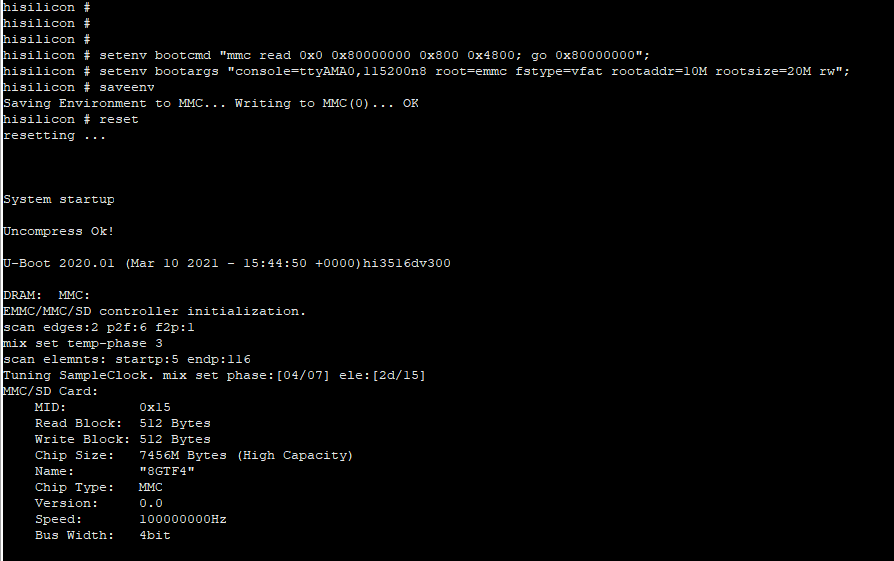 hisilicon #
hisilicon #
hisilicon #
hisilicon # setenv bootcmd "mmc read 0x0 0x80000000 0x800 0x4800; go 0x80000000";
hisilicon # setenv bootargs "console=ttyAMA0,115200n8 root=emmc fstype=vfat rootaddr=10M rootsize=20M rw";
hisilicon # saveenv
Saving Environment to MMC... Writing to MMC(0)... OK
hisilicon # reset
resetting ...
System startup
Uncompress Ok!
U-Boot 2020.01 (Mar 10 2021 - 15:44:50 +0000)hi3516dv300
DRAM:  MMC:
EMMC/MMC/SD controller initialization.
scan edges:2 p2f:6 f2p:1
mix set temp-phase 3
scan elemnts: startp:5 endp:116
Tuning SampleClock. mix set phase:[04/07] ele:[2d/15]
MMC/SD Card:
    MID:         0x15
    Read Block:  512 Bytes
    Write Block: 512 Bytes
    Chip Size:   7456M Bytes (High Capacity)
    Name:        "8GTF4"
    Chip Type:   MMC
    Version:     0.0
    Speed:       100000000Hz
    Bus Width:   4bit